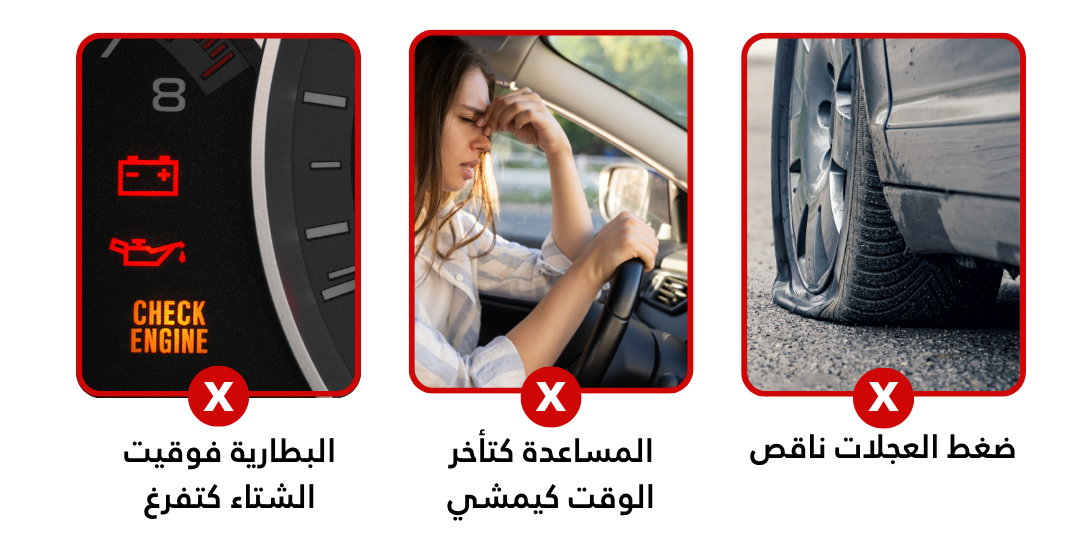 8
CHECK
ENGINE
X
X
X
ضغط العجلات ناقص
المساعدة كتأخر
الوقت كيمشي
البطارية فوقيت
الشتاء كتفرغ